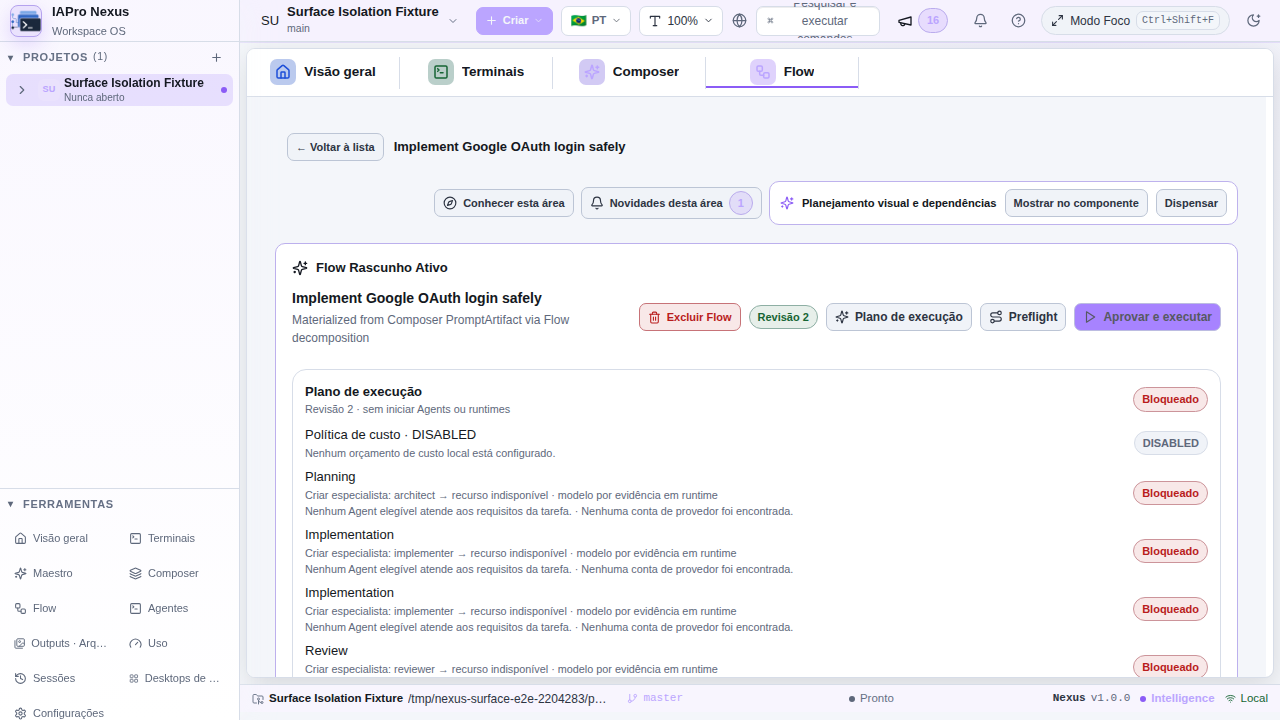 IAPro Nexus
Workspace OS
SU
Surface Isolation Fixture
main
Criar
PT
100%
⌘
Pesquisar e
executar
comandos
16
Modo Foco
Ctrl+Shift+F
PROJETOS (1)
SU
Surface Isolation Fixture
Nunca aberto
Visão geral
Terminais
Composer
Flow
← Voltar à lista
Implement Google OAuth login safely
Conhecer esta área
Novidades desta área
1
Planejamento visual e dependências
Mostrar no componente
Dispensar
Flow Rascunho Ativo
Implement Google OAuth login safely
Materialized from Composer PromptArtifact via Flow
decomposition
Excluir Flow
Revisão 2
Plano de execução
Preflight
Aprovar e executar
Plano de execução
Revisão 2 · sem iniciar Agents ou runtimes
Bloqueado
Política de custo · DISABLED
Nenhum orçamento de custo local está configurado.
DISABLED
Planning
Criar especialista: architect → recurso indisponível · modelo por evidência em runtime
Nenhum Agent elegível atende aos requisitos da tarefa. · Nenhuma conta de provedor foi encontrada.
Bloqueado
Implementation
Criar especialista: implementer → recurso indisponível · modelo por evidência em runtime
Nenhum Agent elegível atende aos requisitos da tarefa. · Nenhuma conta de provedor foi encontrada.
Bloqueado
Implementation
Criar especialista: implementer → recurso indisponível · modelo por evidência em runtime
Nenhum Agent elegível atende aos requisitos da tarefa. · Nenhuma conta de provedor foi encontrada.
Bloqueado
Review
Criar especialista: reviewer → recurso indisponível · modelo por evidência em runtime
Bloqueado
FERRAMENTAS
Visão geral
Terminais
Maestro
Composer
Flow
Agentes
Outputs · Arq…
Uso
Sessões
Desktops de …
Configurações
Surface Isolation Fixture /tmp/nexus-surface-e2e-2204283/p…
master
Pronto
Nexus v1.0.0
Intelligence
Local